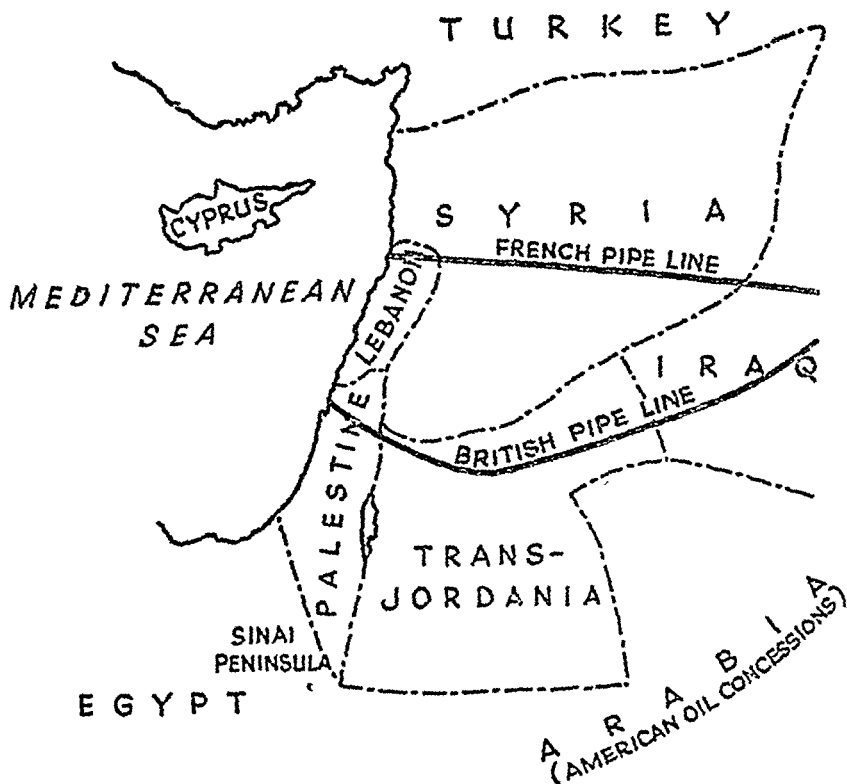 TURKEY
CYPRUS
SYRIA
FRENCH PIPE LINE
MEDITERRANEAN
SEA
LEBANON
IRAQ
BRITISH PIPE LINE
PALESTINE
TRANS-
JORDANIA
SINAI
PENINSULA
EGYPT
ARABIA
(AMERICAN OIL CONCESSIONS)